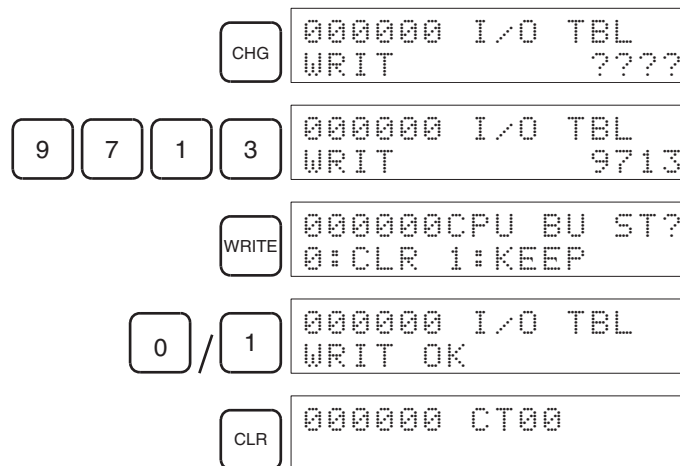 CHG
000000 I/O TBL
WRIT ????
9 7 1 3
000000 I/O TBL
WRIT 9713
WRITE
000000CPU BU ST?
0:CLR 1:KEEP
0 / 1
000000 I/O TBL
WRIT OK
CLR
000000 CT00